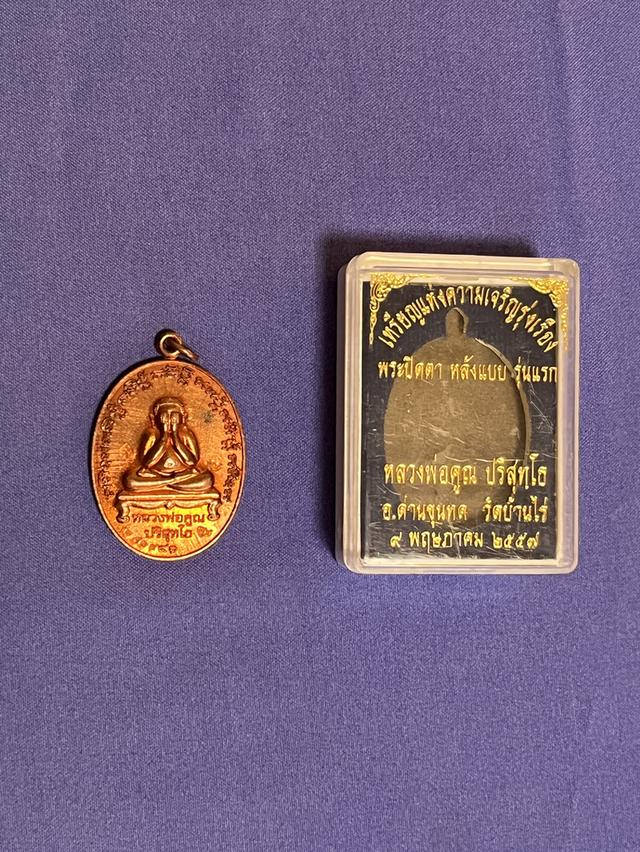 หลวงพ่อคูณ
ปริสุทโธ
เหรียญแห่งความเจริญรุ่งเรือง
พระปิดตา หลังแบบ รุ่นแรก
หลวงพ่อคูณ ปริสุทฺโธ
อ.ด่านขุนทด วัดบ้านไร่
๙ พฤษภาคม ๒๕๕๗